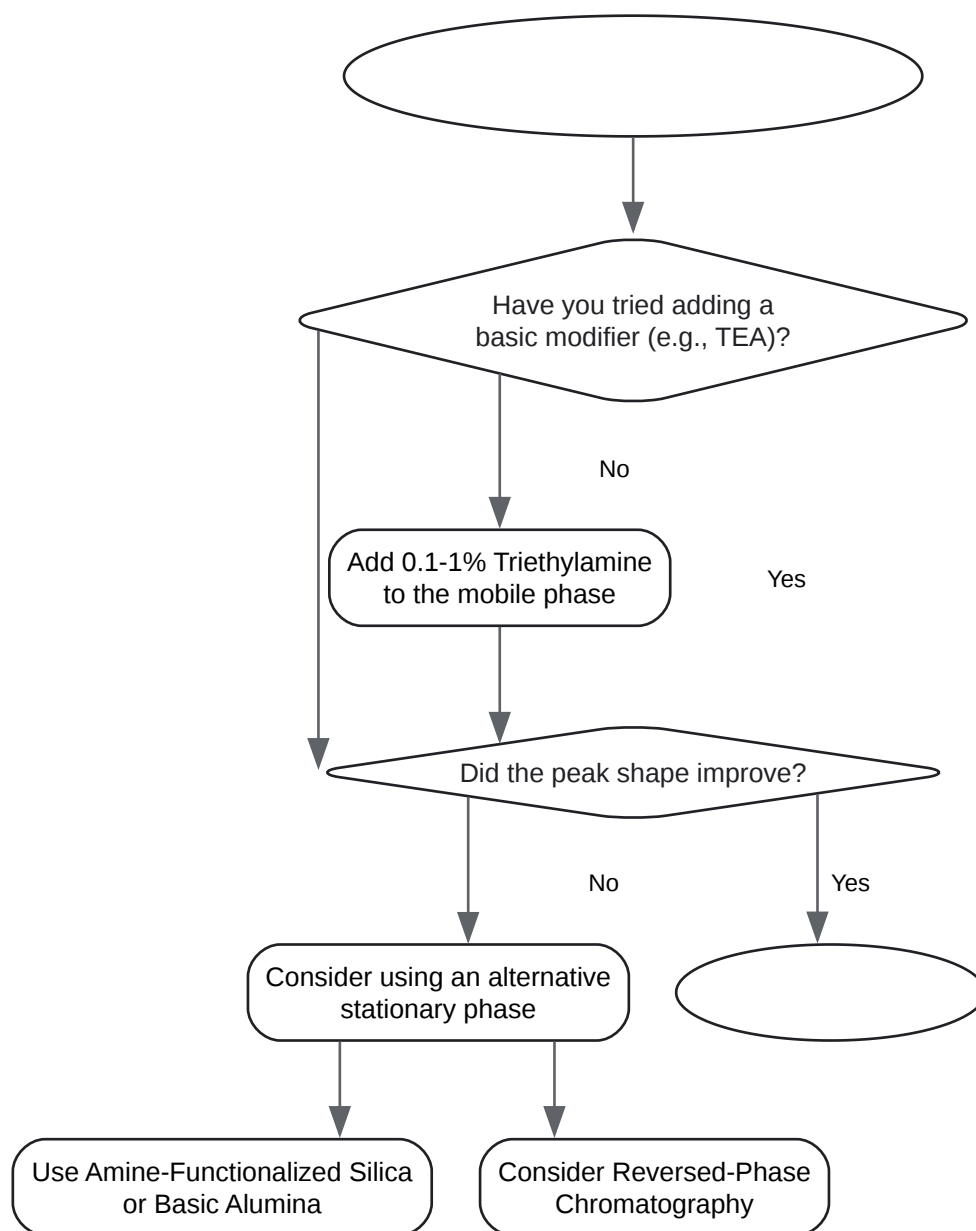 Have you tried adding a
basic modifier (e.g., TEA)?
No
Add 0.1-1% Triethylamine
to the mobile phase
Yes
Did the peak shape improve?
No
Yes
Consider using an alternative
stationary phase
Use Amine-Functionalized Silica
or Basic Alumina
Consider Reversed-Phase
Chromatography